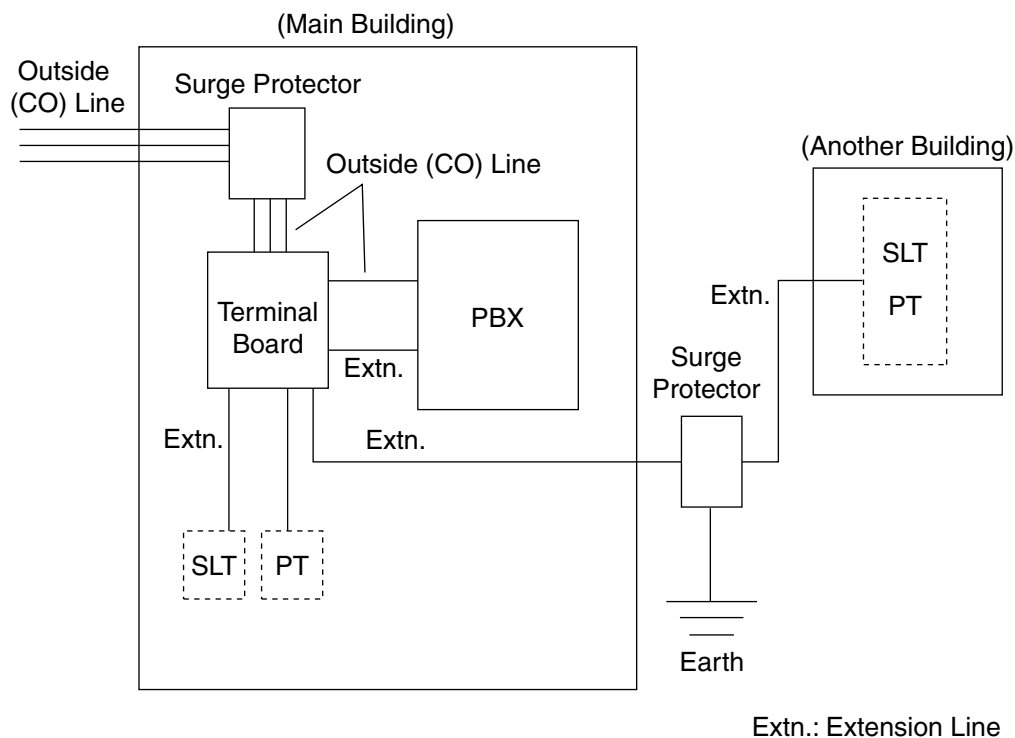 (Main Building)
Outside
(CO) Line
Surge Protector
Outside (CO) Line
(Another Building)
SLT
PT
Extn.
Terminal
Board
PBX
Extn.
Surge
Protector
Extn.
Extn.
SLT
PT
Earth
Extn.: Extension Line